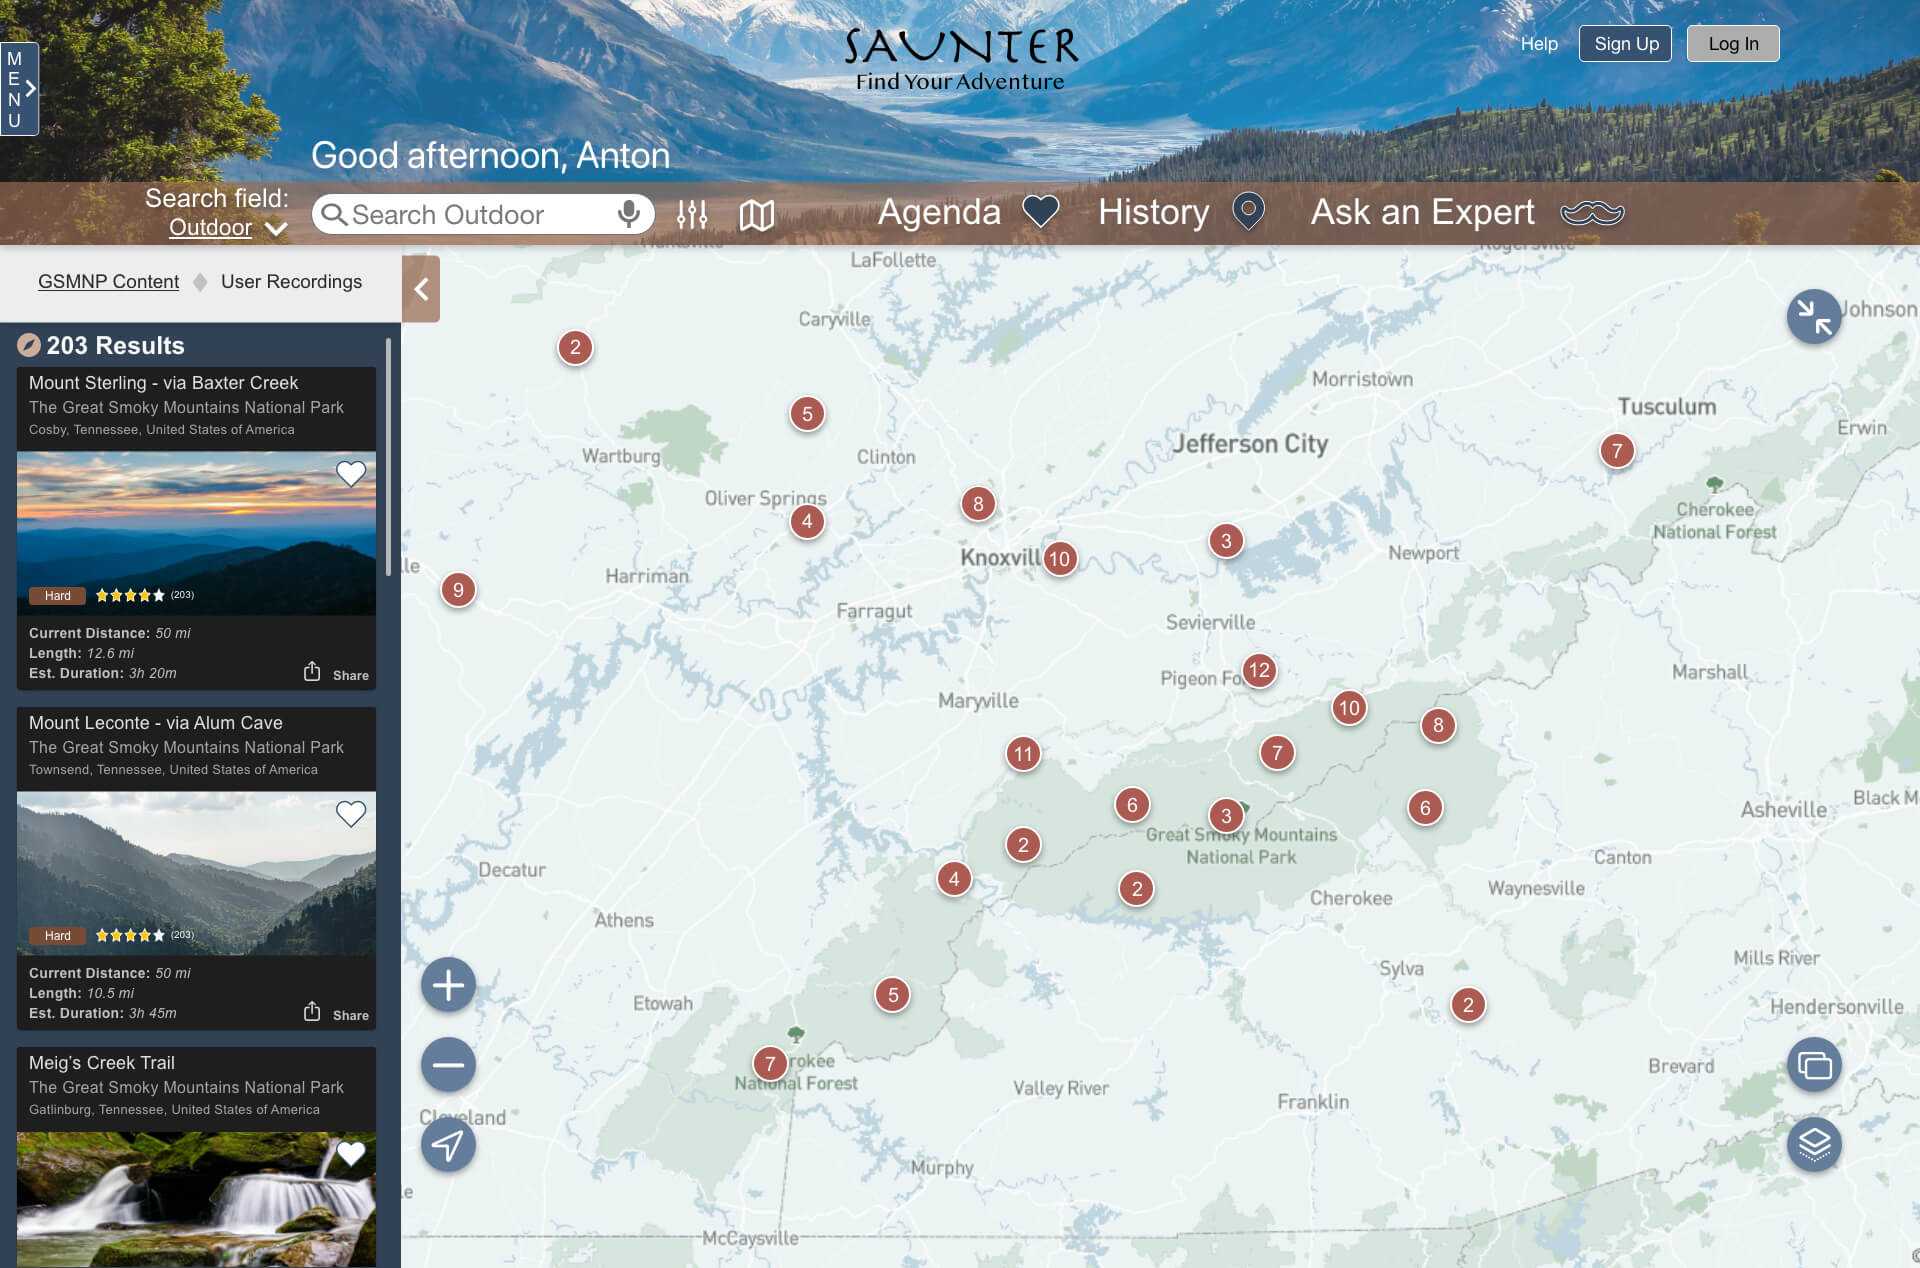 SAUNTER
Find Your Adventure
Help
Sign Up
Log In
MENU
Good afternoon, Anton
Search field:
Outdoor
Search Outdoor
Agenda
History
Ask an Expert
GSMNP Content
User Recordings
203 Results
Mount Sterling - via Baxter Creek
The Great Smoky Mountains National Park
Cosby, Tennessee, United States of America
Hard
(203)
Current Distance: 50 mi
Length: 12.6 mi
Est. Duration: 3h 20m
Share
Mount Leconte - via Alum Cave
The Great Smoky Mountains National Park
Townsend, Tennessee, United States of America
Hard
(203)
Current Distance: 50 mi
Length: 10.5 mi
Est. Duration: 3h 45m
Share
Meig's Creek Trail
The Great Smoky Mountains National Park
Gatlinburg, Tennessee, United States of America
LaFollette
Rogersville
Caryville
Johnson
2
Morristown
5
Tusculum
Erwin
Jefferson City
7
Wartburg
Clinton
Oliver Springs
8
4
Cherokee
National Forest
3
Newport
Knoxvill
10
lle
Harriman
9
Farragut
Sevierville
Pigeon Fo
12
Marshall
Maryville
10
8
11
7
6
3
6
Asheville
Black M
Great Smoky Mountains
National Park
2
Canton
Decatur
4
2
Waynesville
Cherokee
Athens
Sylva
Mills River
Etowah
5
2
Hendersonville
7
rokee
National Forest
Brevard
Valley River
Franklin
Cleveland
Murphy
le
McCaysville